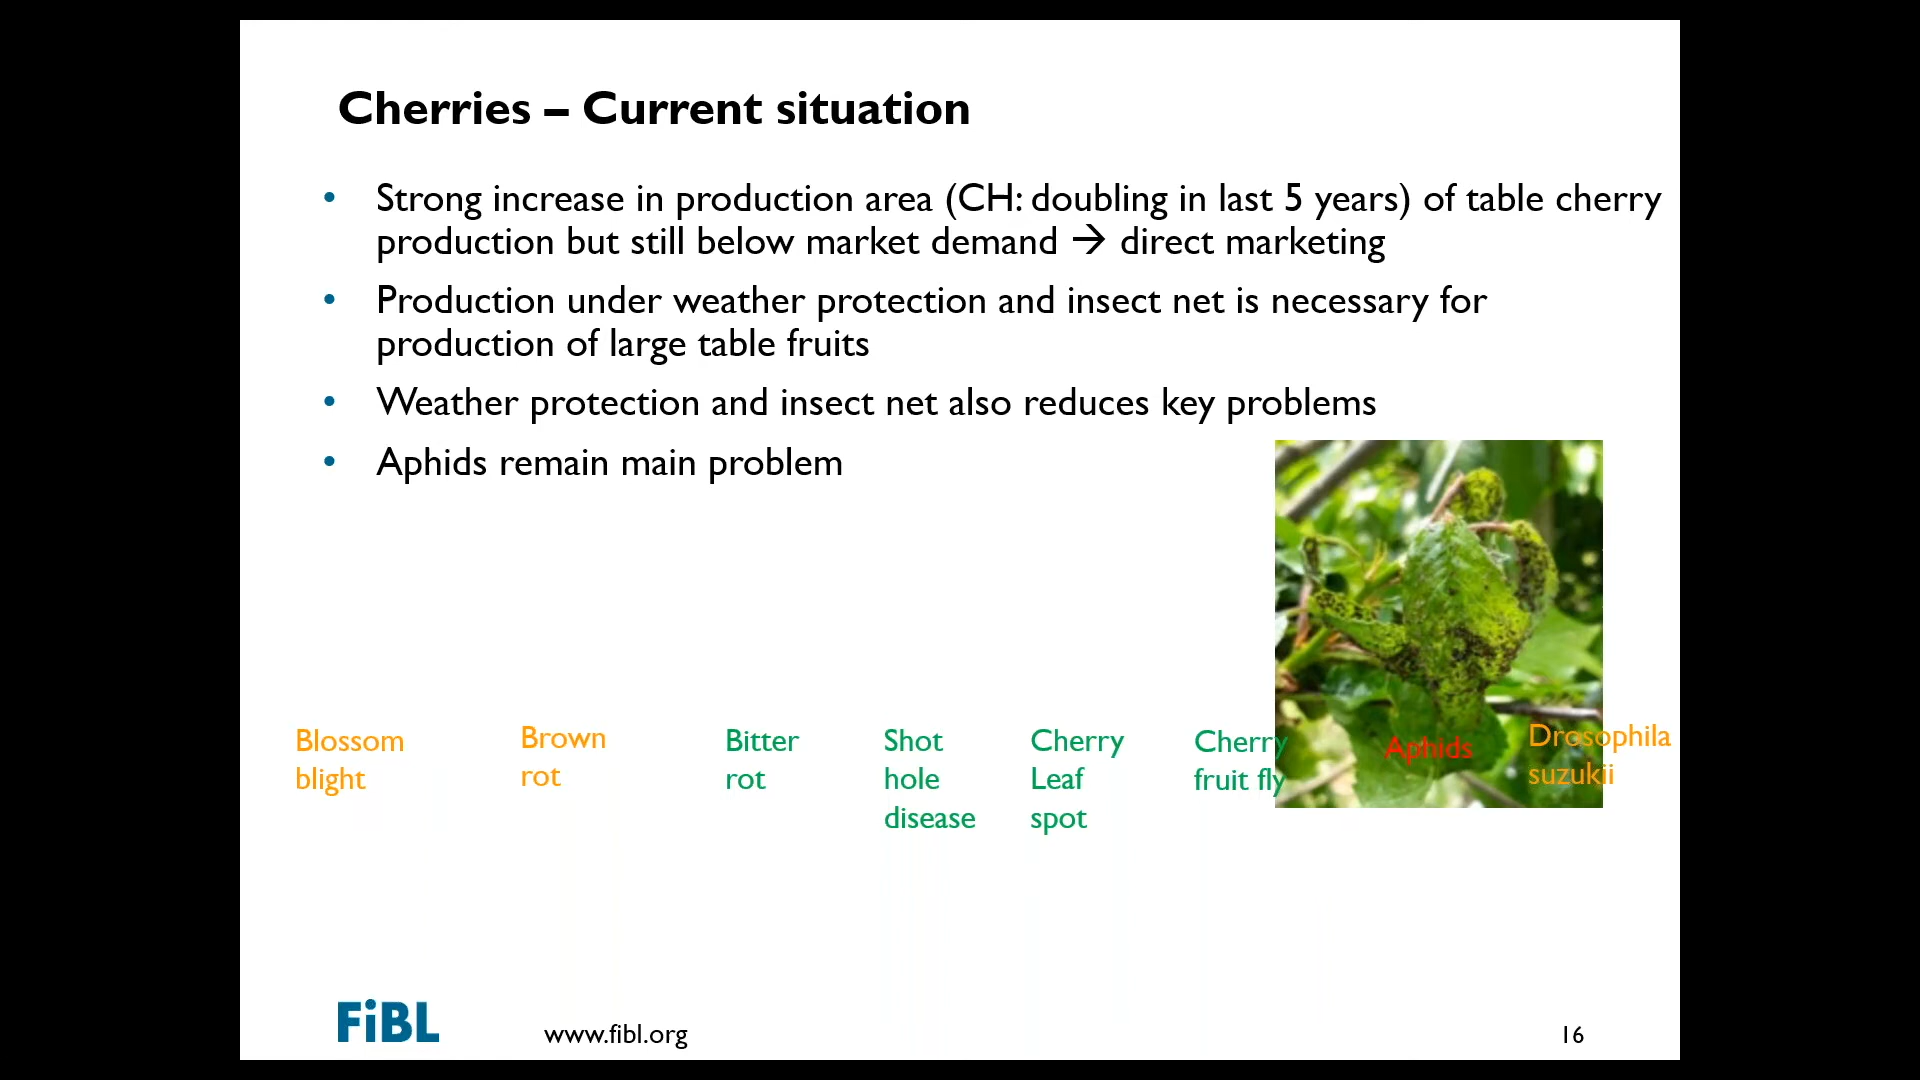 Cherries – Current situation
• Strong increase in production area (CH: doubling in last 5 years) of table cherry
production but still below market demand → direct marketing
• Production under weather protection and insect net is necessary for
production of large table fruits
• Weather protection and insect net also reduces key problems
• Aphids remain main problem
Blossom
blight
Brown
rot
Bitter
rot
Shot
hole
disease
Cherry
Leaf
spot
Cherry
fruit fly
Aphids
Drosophila
suzukii
FiBL
www.fibl.org
16